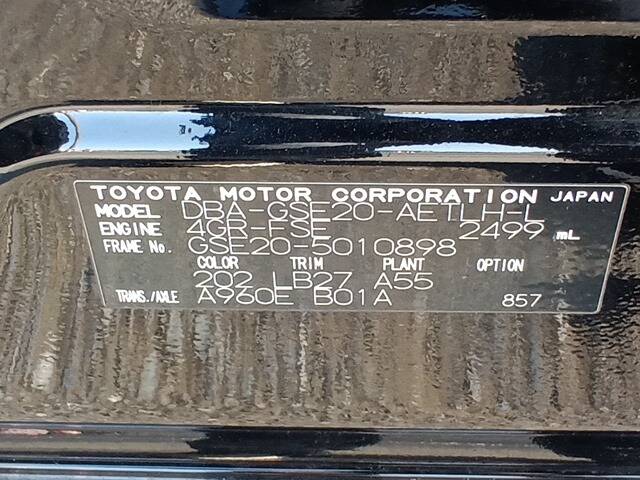 TOYOTA MOTOR CORPORATION JAPAN
MODEL DBA-GSE20-AETLH-L
ENGINE 4GR-FSE 2499 mL
FRAME No. GSE20-5010898
COLOR TRIM PLANT OPTION
202 LB27 A55
TRANS./AXLE A960E B01A 857